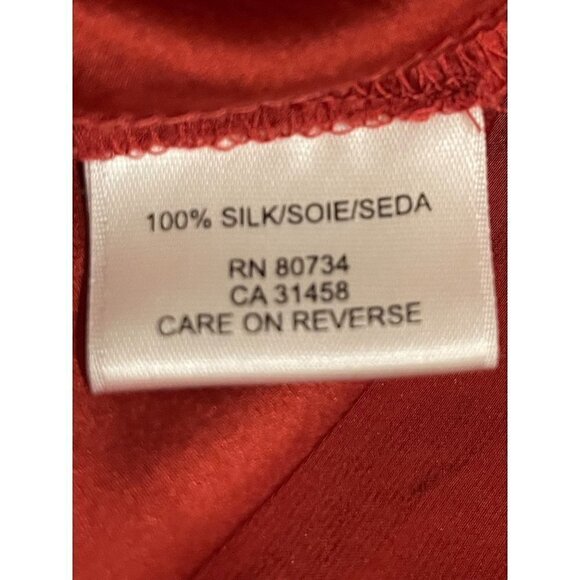 100% SILK/SOIE/SEDA
RN 80734
CA 31458
CARE ON REVERSE